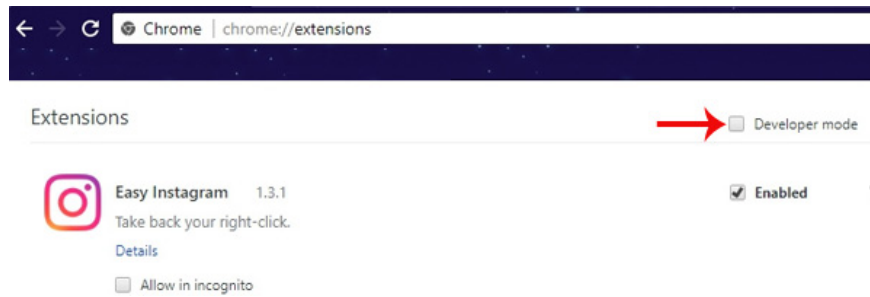 Chrome | chrome://extensions
Extensions
Developer mode
Easy Instagram 1.3.1
Enabled
Take back your right-click.
Details
Allow in incognito